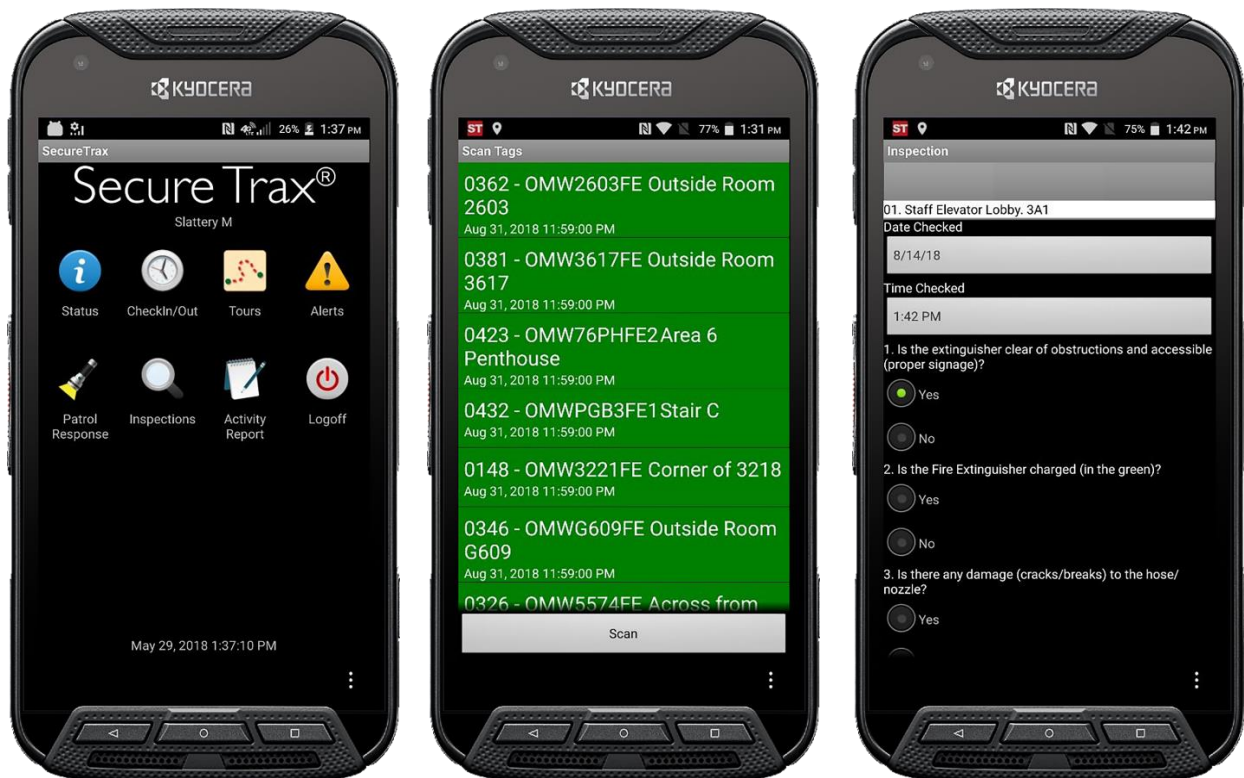 KYOCERA
26% 1:37 PM
SecureTrax
Secure Trax®
Slattery M
Status
CheckIn/Out
Tours
Alerts
Patrol
Response
Inspections
Activity
Report
Logoff
May 29, 2018 1:37:10 PM
KYOCERA
ST 77% 1:31 PM
Scan Tags
0362 - OMW2603FE Outside Room
2603
Aug 31, 2018 11:59:00 PM
0381 - OMW3617FE Outside Room
3617
Aug 31, 2018 11:59:00 PM
0423 - OMW76PHFE2 Area 6
Penthouse
Aug 31, 2018 11:59:00 PM
0432 - OMWPGB3FE1 Stair C
Aug 31, 2018 11:59:00 PM
0148 - OMW3221FE Corner of 3218
Aug 31, 2018 11:59:00 PM
0346 - OMWG609FE Outside Room
G609
Aug 31, 2018 11:59:00 PM
0326 - OMW5574FE Across from
Scan
KYOCERA
ST 75% 1:42 PM
Inspection
01. Staff Elevator Lobby. 3A1
Date Checked
8/14/18
Time Checked
1:42 PM
1. Is the extinguisher clear of obstructions and accessible
(proper signage)?
Yes
No
2. Is the Fire Extinguisher charged (in the green)?
Yes
No
3. Is there any damage (cracks/breaks) to the hose/
nozzle?
Yes